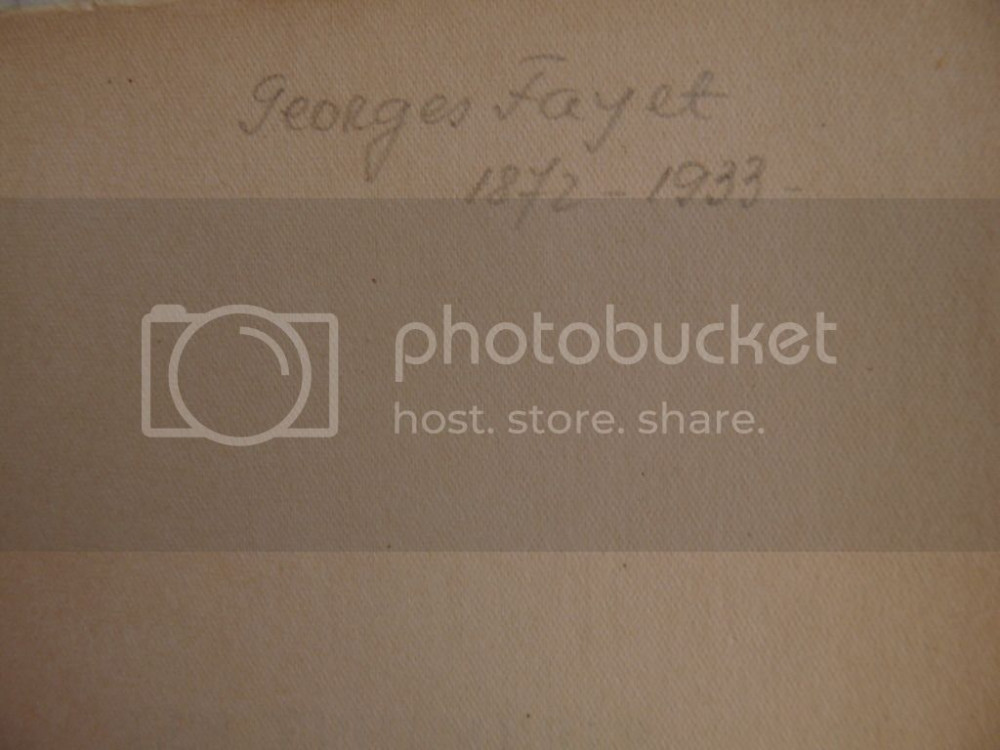 Georges Fayet
1872 - 1933 -
photobucket
host. store. share.